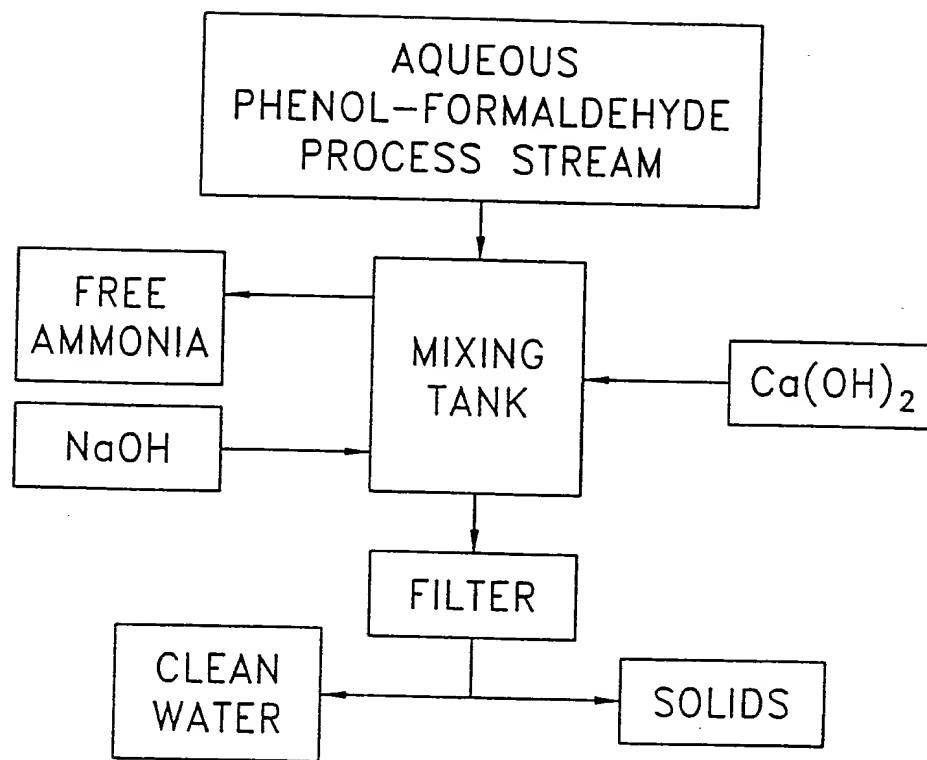 AQUEOUS
PHENOL-FORMALDEHYDE
PROCESS STREAM
FREE
AMMONIA
MIXING
TANK
Ca(OH)₂
NaOH
FILTER
CLEAN
WATER
SOLIDS